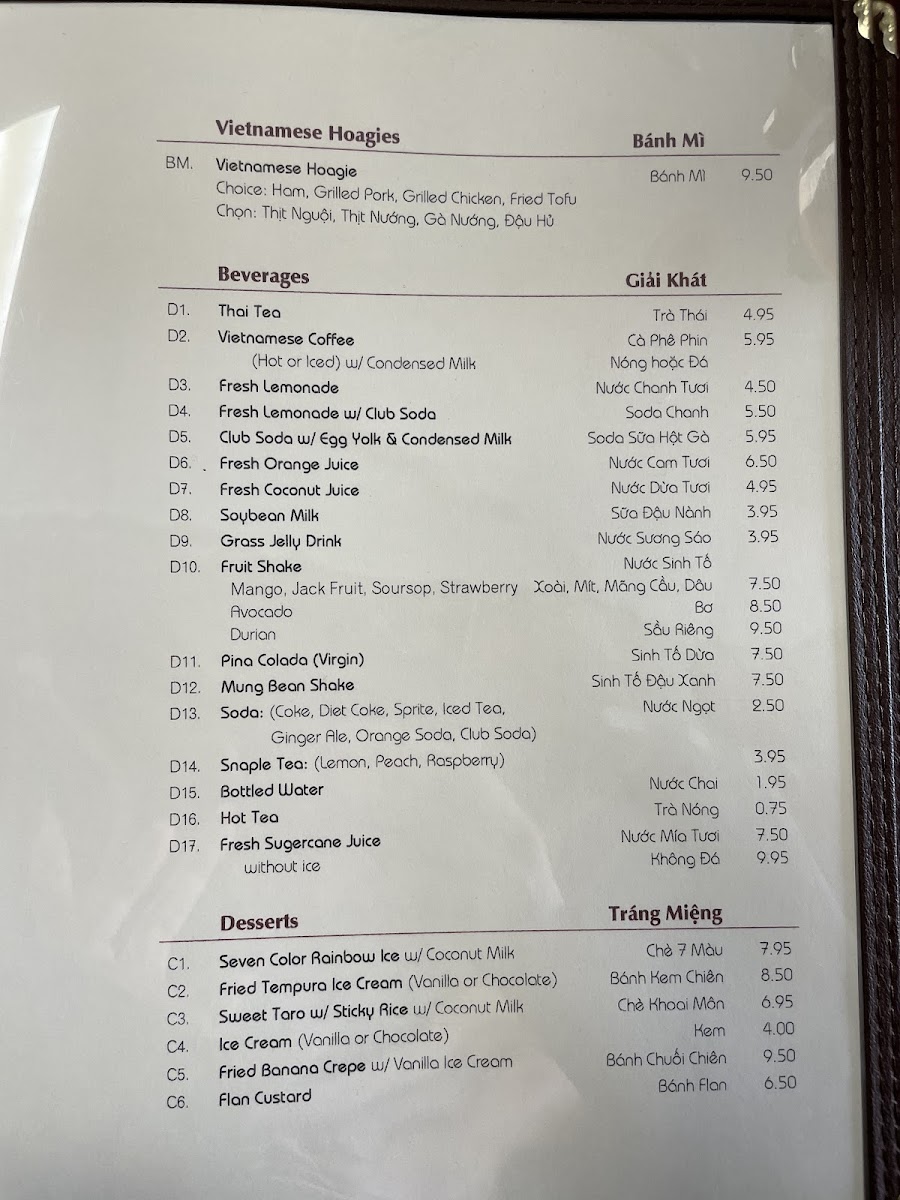 Vietnamese Hoagies Bánh Mì
BM. Vietnamese Hoagie Bánh Mì 9.50
Choice: Ham, Grilled Pork, Grilled Chicken, Fried Tofu
Chọn: Thịt Nguội, Thịt Nướng, Gà Nướng, Đậu Hủ
Beverages Giải Khát
D1. Thai Tea Trà Thái 4.95
D2. Vietnamese Coffee Cà Phê Phin 5.95
(Hot or Iced) w/ Condensed Milk Nóng hoặc Đá
D3. Fresh Lemonade Nước Chanh Tươi 4.50
D4. Fresh Lemonade w/ Club Soda Soda Chanh 5.50
D5. Club Soda w/ Egg Yolk & Condensed Milk Soda Sữa Hột Gà 5.95
D6. Fresh Orange Juice Nước Cam Tươi 6.50
D7. Fresh Coconut Juice Nước Dừa Tươi 4.95
D8. Soybean Milk Sữa Đậu Nành 3.95
D9. Grass Jelly Drink Nước Sương Sáo 3.95
D10. Fruit Shake Nước Sinh Tố
Mango, Jack Fruit, Soursop, Strawberry Xoài, Mít, Mãng Cầu, Dâu 7.50
Avocado Bơ 8.50
Durian Sầu Riêng 9.50
D11. Pina Colada (Virgin) Sinh Tố Dừa 7.50
D12. Mung Bean Shake Sinh Tố Đậu Xanh 7.50
D13. Soda: (Coke, Diet Coke, Sprite, Iced Tea, Nước Ngọt 2.50
Ginger Ale, Orange Soda, Club Soda)
D14. Snaple Tea: (Lemon, Peach, Raspberry) 3.95
D15. Bottled Water Nước Chai 1.95
D16. Hot Tea Trà Nóng 0.75
D17. Fresh Sugercane Juice Nước Mía Tươi 7.50
without ice Không Đá 9.95
Desserts Tráng Miệng
C1. Seven Color Rainbow Ice w/ Coconut Milk Chè 7 Màu 7.95
C2. Fried Tempura Ice Cream (Vanilla or Chocolate) Bánh Kem Chiên 8.50
C3. Sweet Taro w/ Sticky Rice w/ Coconut Milk Chè Khoai Môn 6.95
C4. Ice Cream (Vanilla or Chocolate) Kem 4.00
C5. Fried Banana Crepe w/ Vanilla Ice Cream Bánh Chuối Chiên 9.50
C6. Flan Custard Bánh Flan 6.50